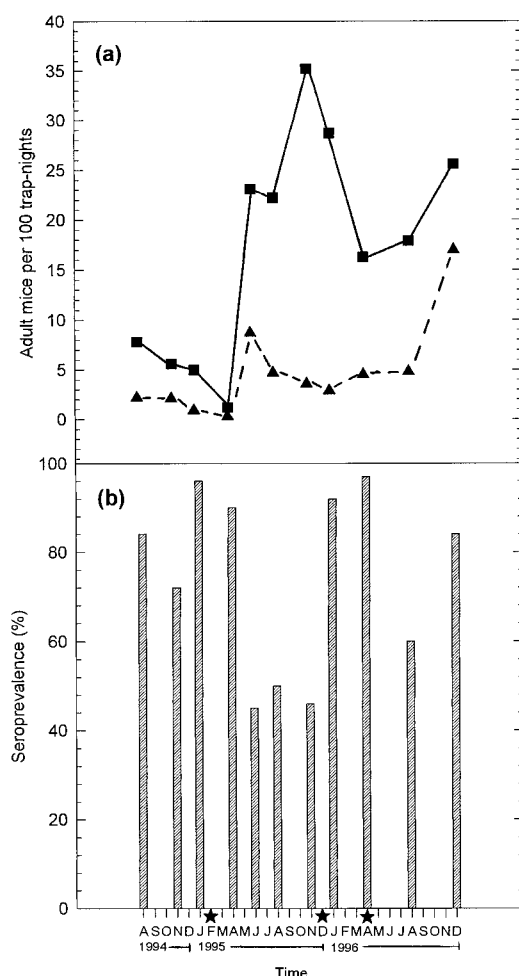 40
35
30
25
20
15
10
5
0
(a)
Adult mice per 100 trap-nights
100
80
60
40
20
0
(b)
Seroprevalence (%)
A S O N D J F M A M J J A S O N D J F M A M J J A S O N D
1994 1995 1996
Time